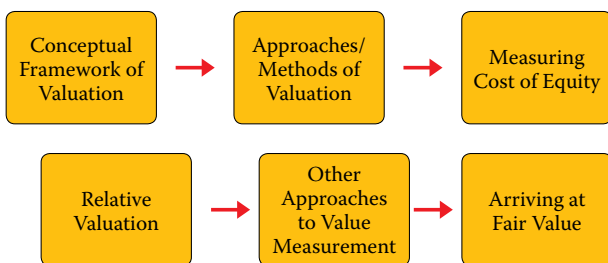 Conceptual
Framework of
Valuation
Approaches/
Methods of
Valuation
Measuring
Cost of Equity
Relative
Valuation
Other
Approaches
to Value
Measurement
Arriving at
Fair Value